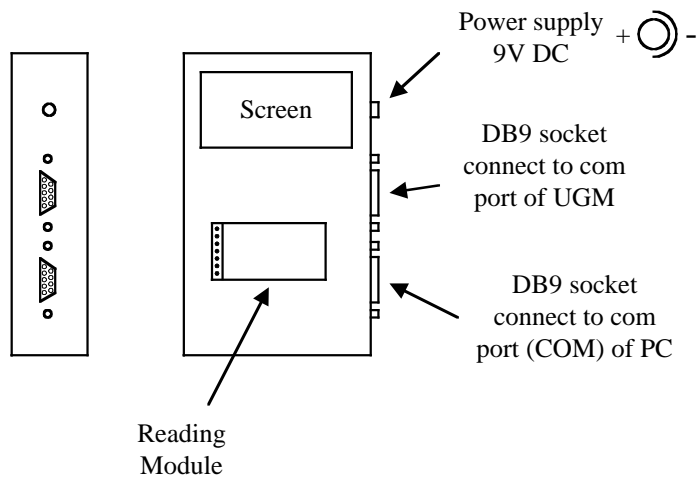 Power supply
9V DC
+ -
Screen
DB9 socket
connect to com
port of UGM
DB9 socket
connect to com
port (COM) of PC
Reading
Module